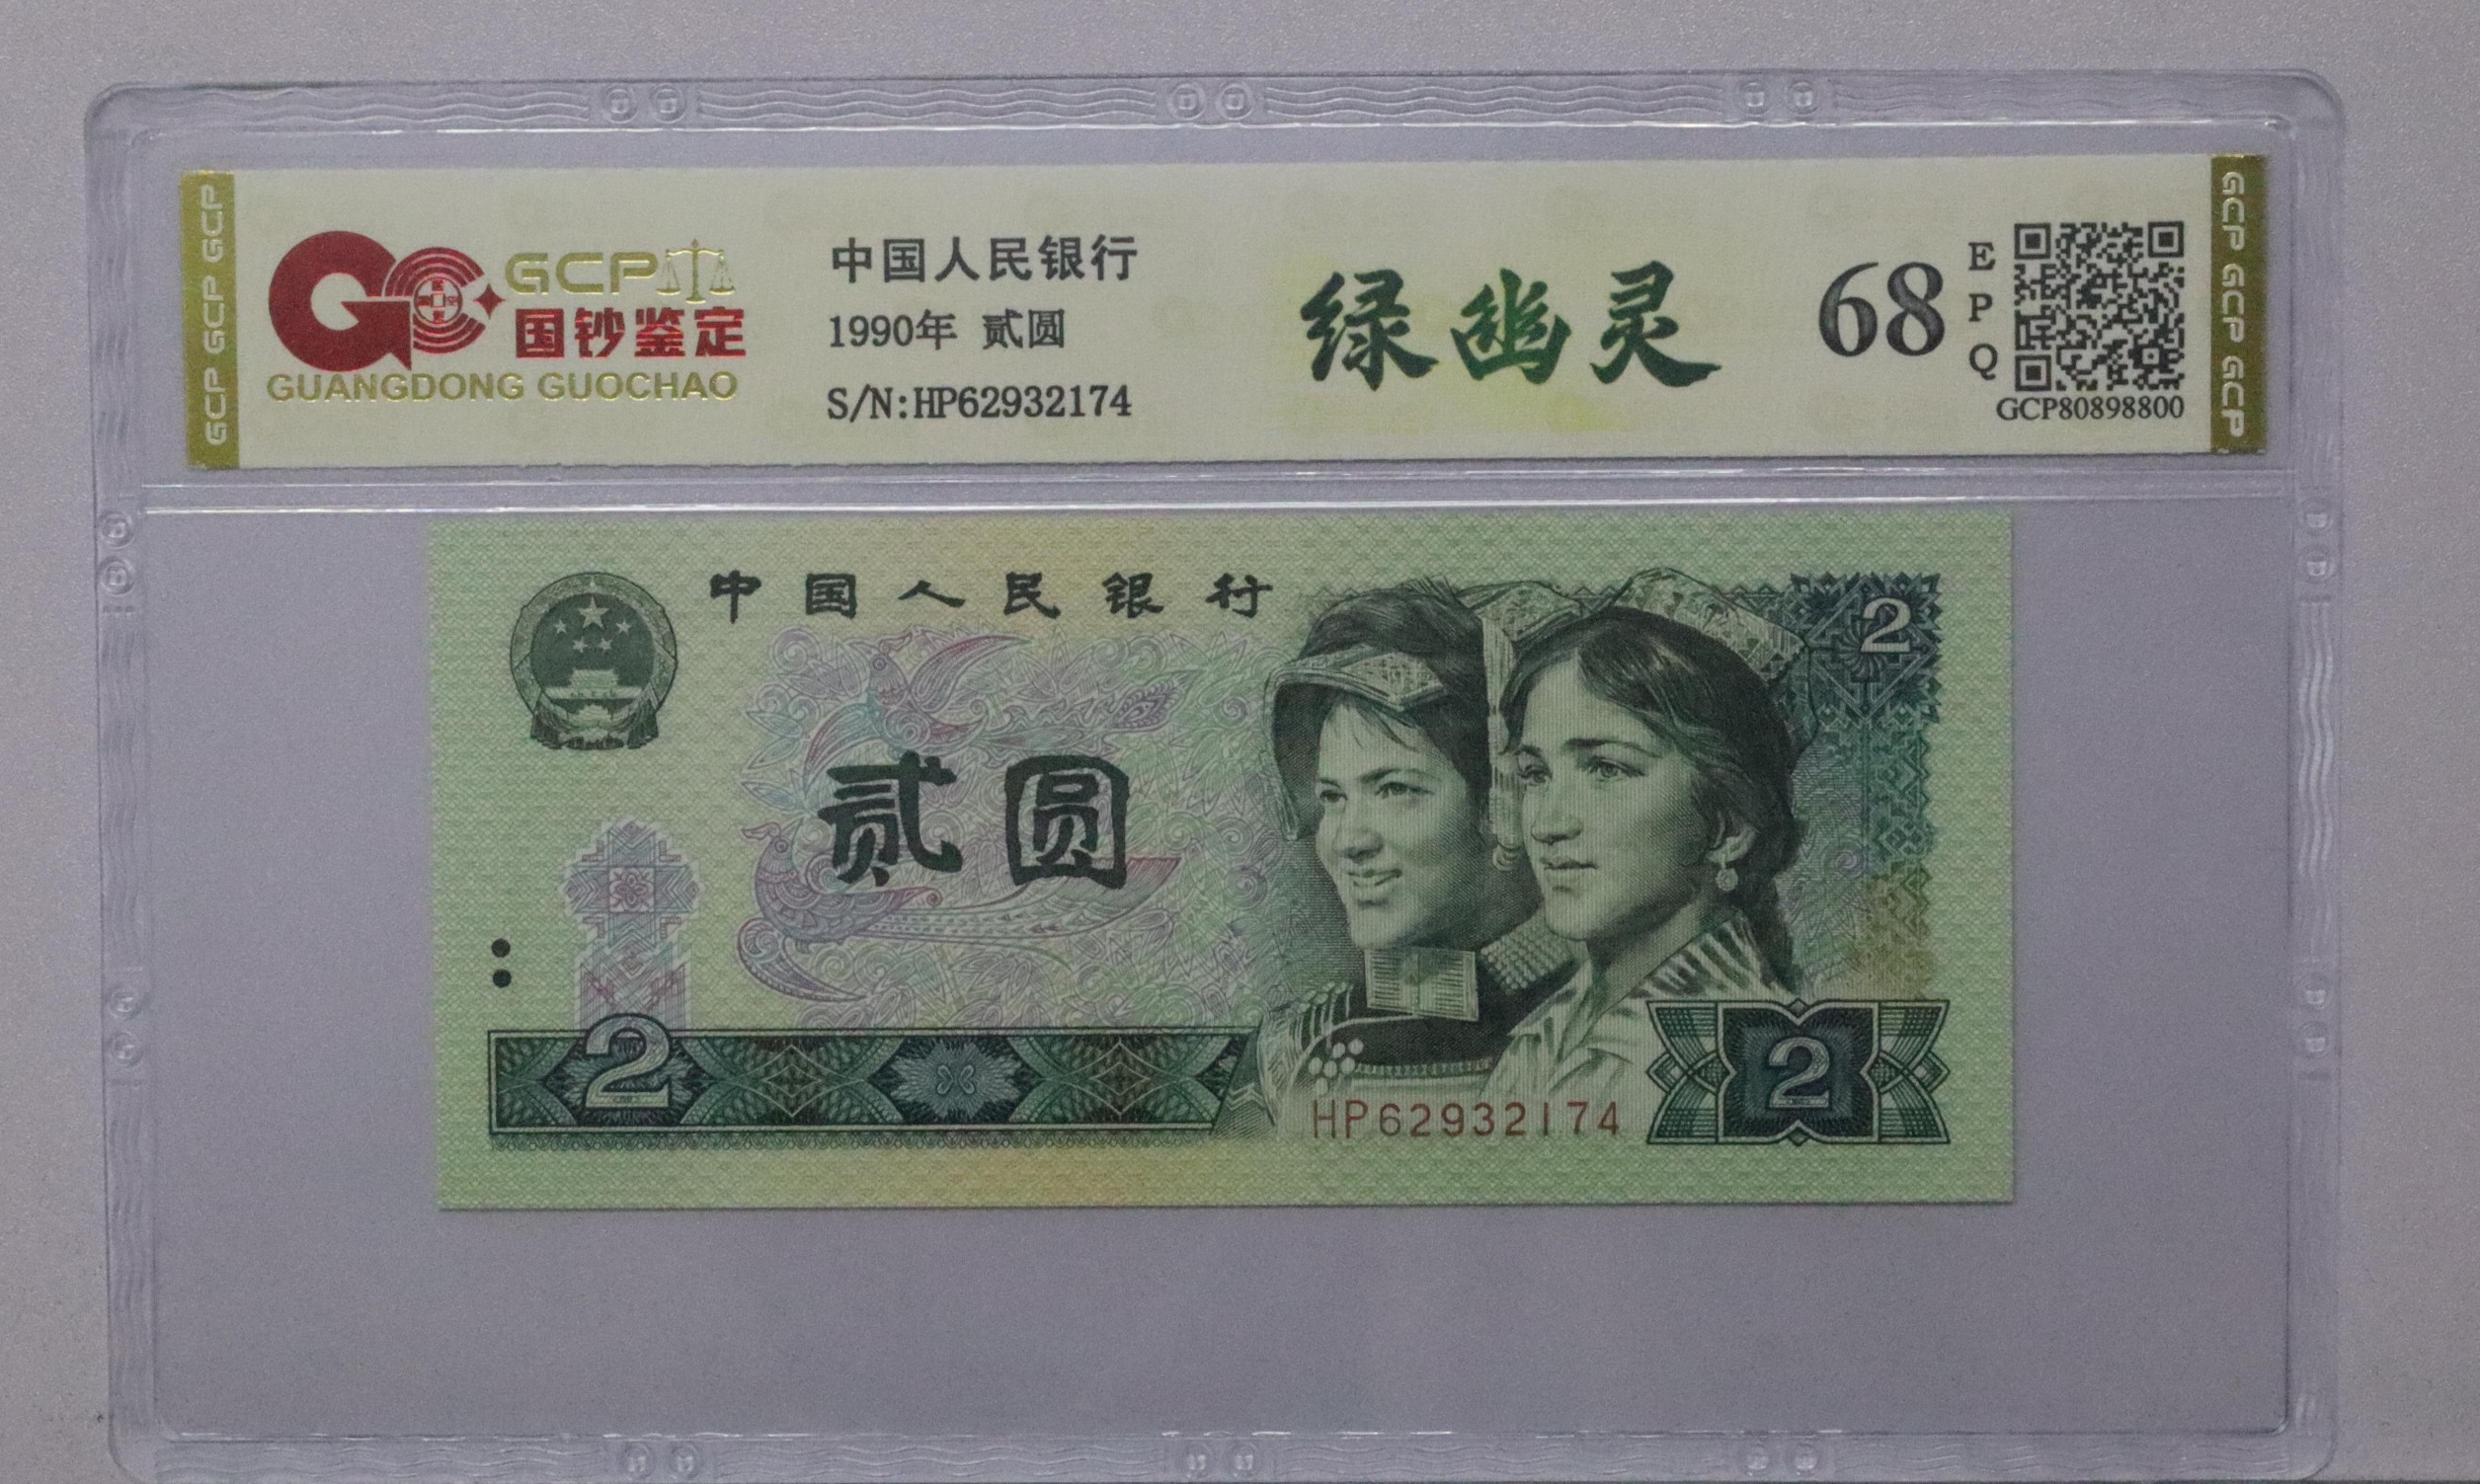 GCP GCP GCP
GCP
国钞鉴定
GUANGDONG GUOCHAO
中国人民银行
1990年 贰圆
S/N:HP62932174
绿幽灵
68
E
P
Q
GCP80898800
GCP GCP GCP
中国人民银行
2
贰圆
2
2
HP62932174